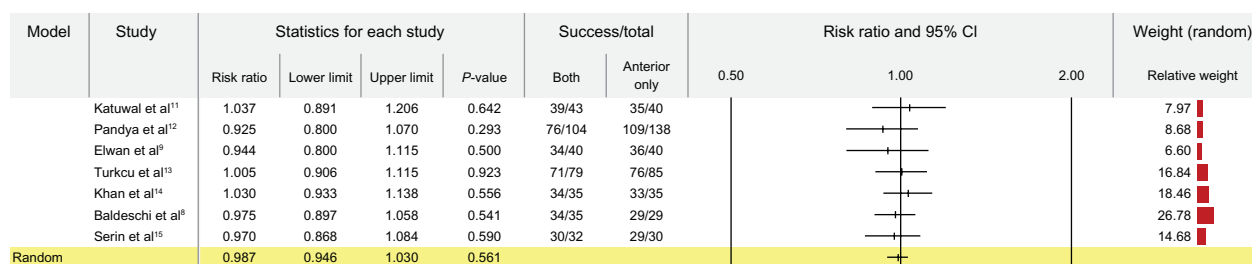 Model Study Statistics for each study Success/total Risk ratio and 95% CI Weight (random)
Risk ratio Lower limit Upper limit P-value Both Anterior only 0.50 1.00 2.00 Relative weight
Katuwal et al¹¹ 1.037 0.891 1.206 0.642 39/43 35/40 7.97
Pandya et al¹² 0.925 0.800 1.070 0.293 76/104 109/138 8.68
Elwan et al⁹ 0.944 0.800 1.115 0.500 34/40 36/40 6.60
Turkcu et al¹³ 1.005 0.906 1.115 0.923 71/79 76/85 16.84
Khan et al¹⁴ 1.030 0.933 1.138 0.556 34/35 33/35 18.46
Baldeschi et al⁸ 0.975 0.897 1.058 0.541 34/35 29/29 26.78
Serin et al¹⁵ 0.970 0.868 1.084 0.590 30/32 29/30 14.68
Random 0.987 0.946 1.030 0.561